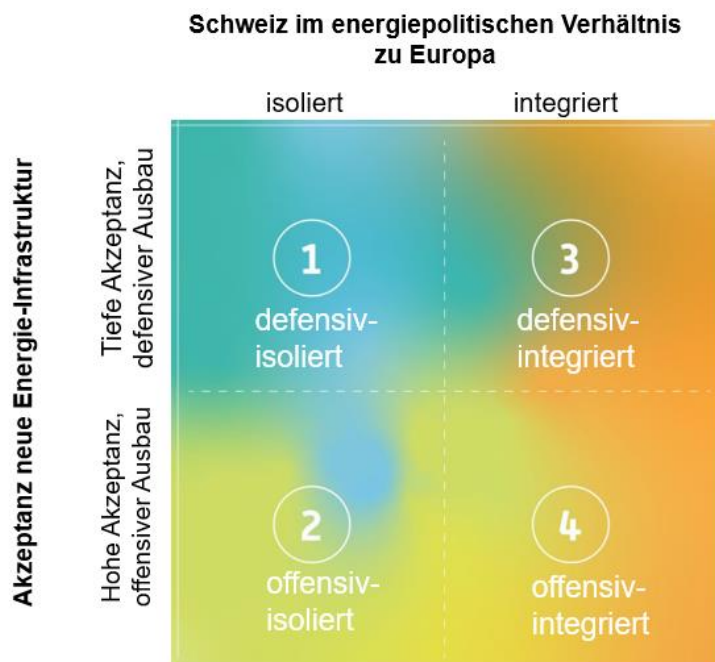 Schweiz im energiepolitischen Verhältnis
zu Europa
isoliert
integriert
Akzeptanz neue Energie-Infrastruktur
Tiefe Akzeptanz,
defensiver Ausbau
1
defensiv-
isoliert
3
defensiv-
integriert
Hohe Akzeptanz,
offensiver Ausbau
2
offensiv-
isoliert
4
offensiv-
integriert